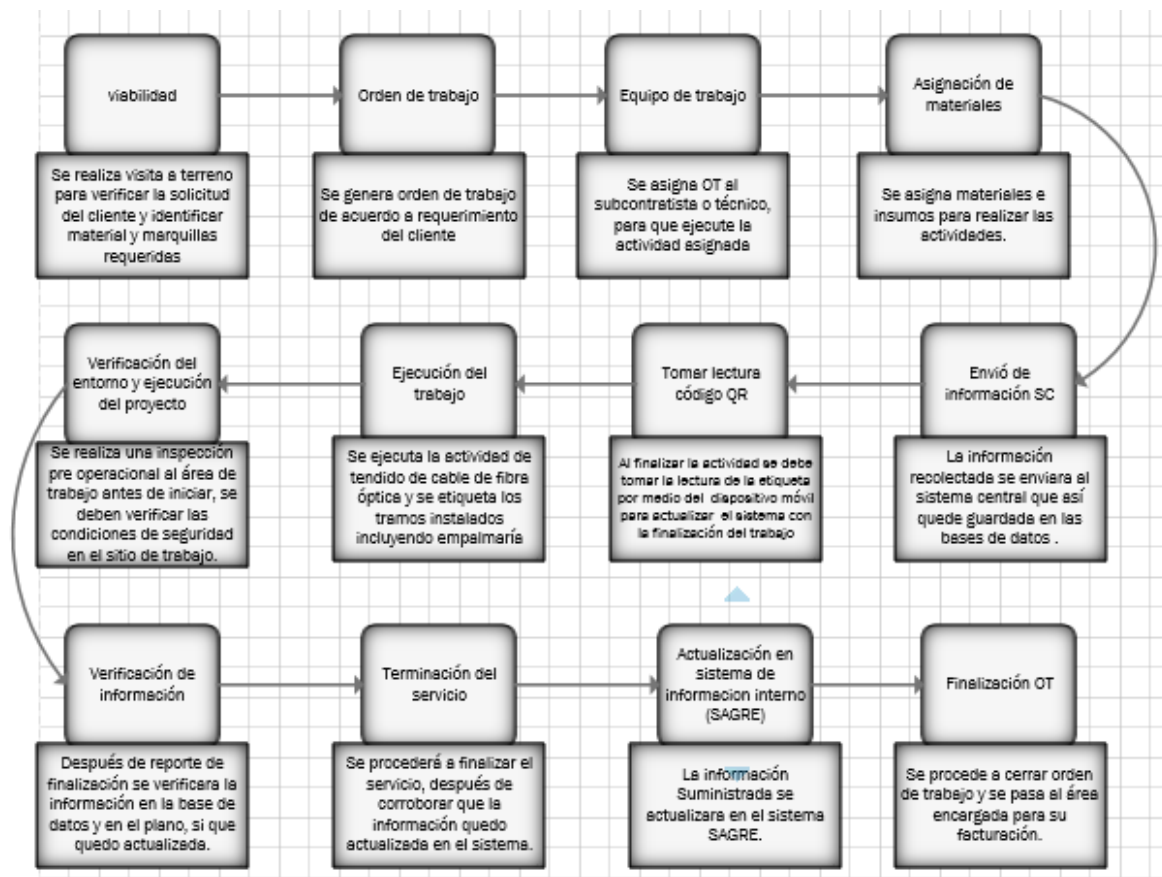 viabilidad
Se realiza visita a terreno
para verificar la solicitud
del cliente y identificar
material y marquillas
requeridas
Orden de trabajo
Se genera orden de trabajo
de acuerdo a requerimiento
del cliente
Equipo de trabajo
Se asigna OT al
subcontratista o técnico,
para que ejecute la
actividad asignada
Asignación de
materiales
Se asigna materiales e
insumos para realizar las
actividades.
Envió de
información SC
La información
recolectada se enviara al
sistema central que así
quede guardada en las
bases de datos .
Tomar lectura
código QR
Al finalizar la actividad se debe
tomar la lectura de la etiqueta
por medio del dispositivo móvil
para actualizar el sistema con
la finalización del trabajo
Ejecución del
trabajo
Se ejecuta la actividad de
tendido de cable de fibra
óptica y se etiqueta los
tramos instalados
incluyendo empalmaría
Verificación del
entorno y ejecución
del proyecto
Se realiza una inspección
pre operacional al área de
trabajo antes de iniciar, se
deben verificar las
condiciones de seguridad
en el sitio de trabajo.
Verificación de
información
Después de reporte de
finalización se verificara la
información en la base de
datos y en el plano, si que
quedo actualizada.
Terminación del
servicio
Se procederá a finalizar el
servicio, después de
corroborar que la
información quedo
actualizada en el sistema.
Actualización en
sistema de
informacion interno
(SAGRE)
La información
Suministrada se
actualizara en el sistema
SAGRE.
Finalización OT
Se procede a cerrar orden
de trabajo y se pasa al área
encargada para su
facturación.